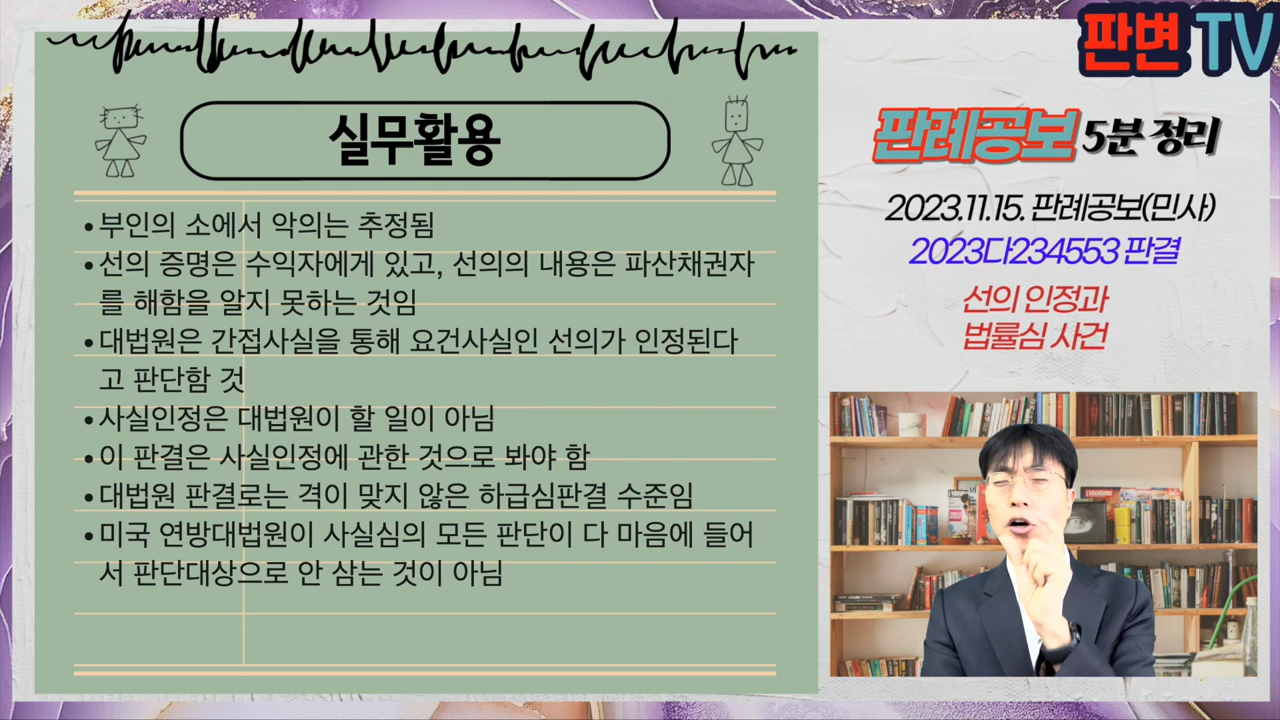 판변 TV
실무활용
•부인의 소에서 악의는 추정됨
•선의 증명은 수익자에게 있고, 선의의 내용은 파산채권자
를 해함을 알지 못하는 것임
•대법원은 간접사실을 통해 요건사실인 선의가 인정된다
고 판단함 것
•사실인정은 대법원이 할 일이 아님
•이 판결은 사실인정에 관한 것으로 봐야 함
•대법원 판결로는 격이 맞지 않은 하급심판결 수준임
•미국 연방대법원이 사실심의 모든 판단이 다 마음에 들어
서 판단대상으로 안 삼는 것이 아님
판례공보 5분 정리
2023.11.15. 판례공보(민사)
2023다234553 판결
선의 인정과
법률심 사건